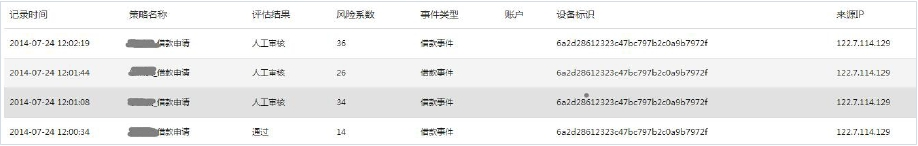 记录时间 策略名称 评估结果 风险系数 事件类型 账户 设备标识 来源IP
2014-07-24 12:02:19 借款申请 人工审核 36 借款事件 6a2d28612323c47bc797b2c0a9b7972f 122.7.114.129
2014-07-24 12:01:44 _借款申请 人工审核 26 借款事件 6a2d28612323c47bc797b2c0a9b7972f 122.7.114.129
2014-07-24 12:01:08 _借款申请 人工审核 34 借款事件 6a2d28612323c47bc797b2c0a9b7972f 122.7.114.129
2014-07-24 12:00:34 借款申请 通过 14 借款事件 6a2d28612323c47bc797b2c0a9b7972f 122.7.114.129